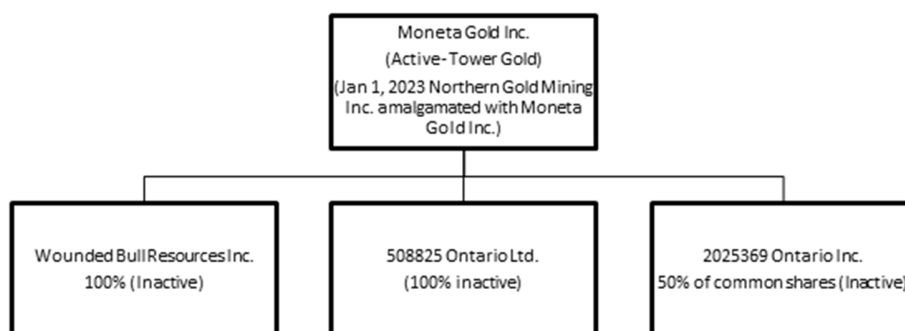 Moneta Gold Inc.
(Active-Tower Gold)
(Jan 1, 2023 Northern Gold Mining
Inc. amalgamated with Moneta
Gold Inc.)
Wounded Bull Resources Inc.
100% (Inactive)
508825 Ontario Ltd.
(100% inactive)
2025369 Ontario Inc.
50% of common shares (Inactive)